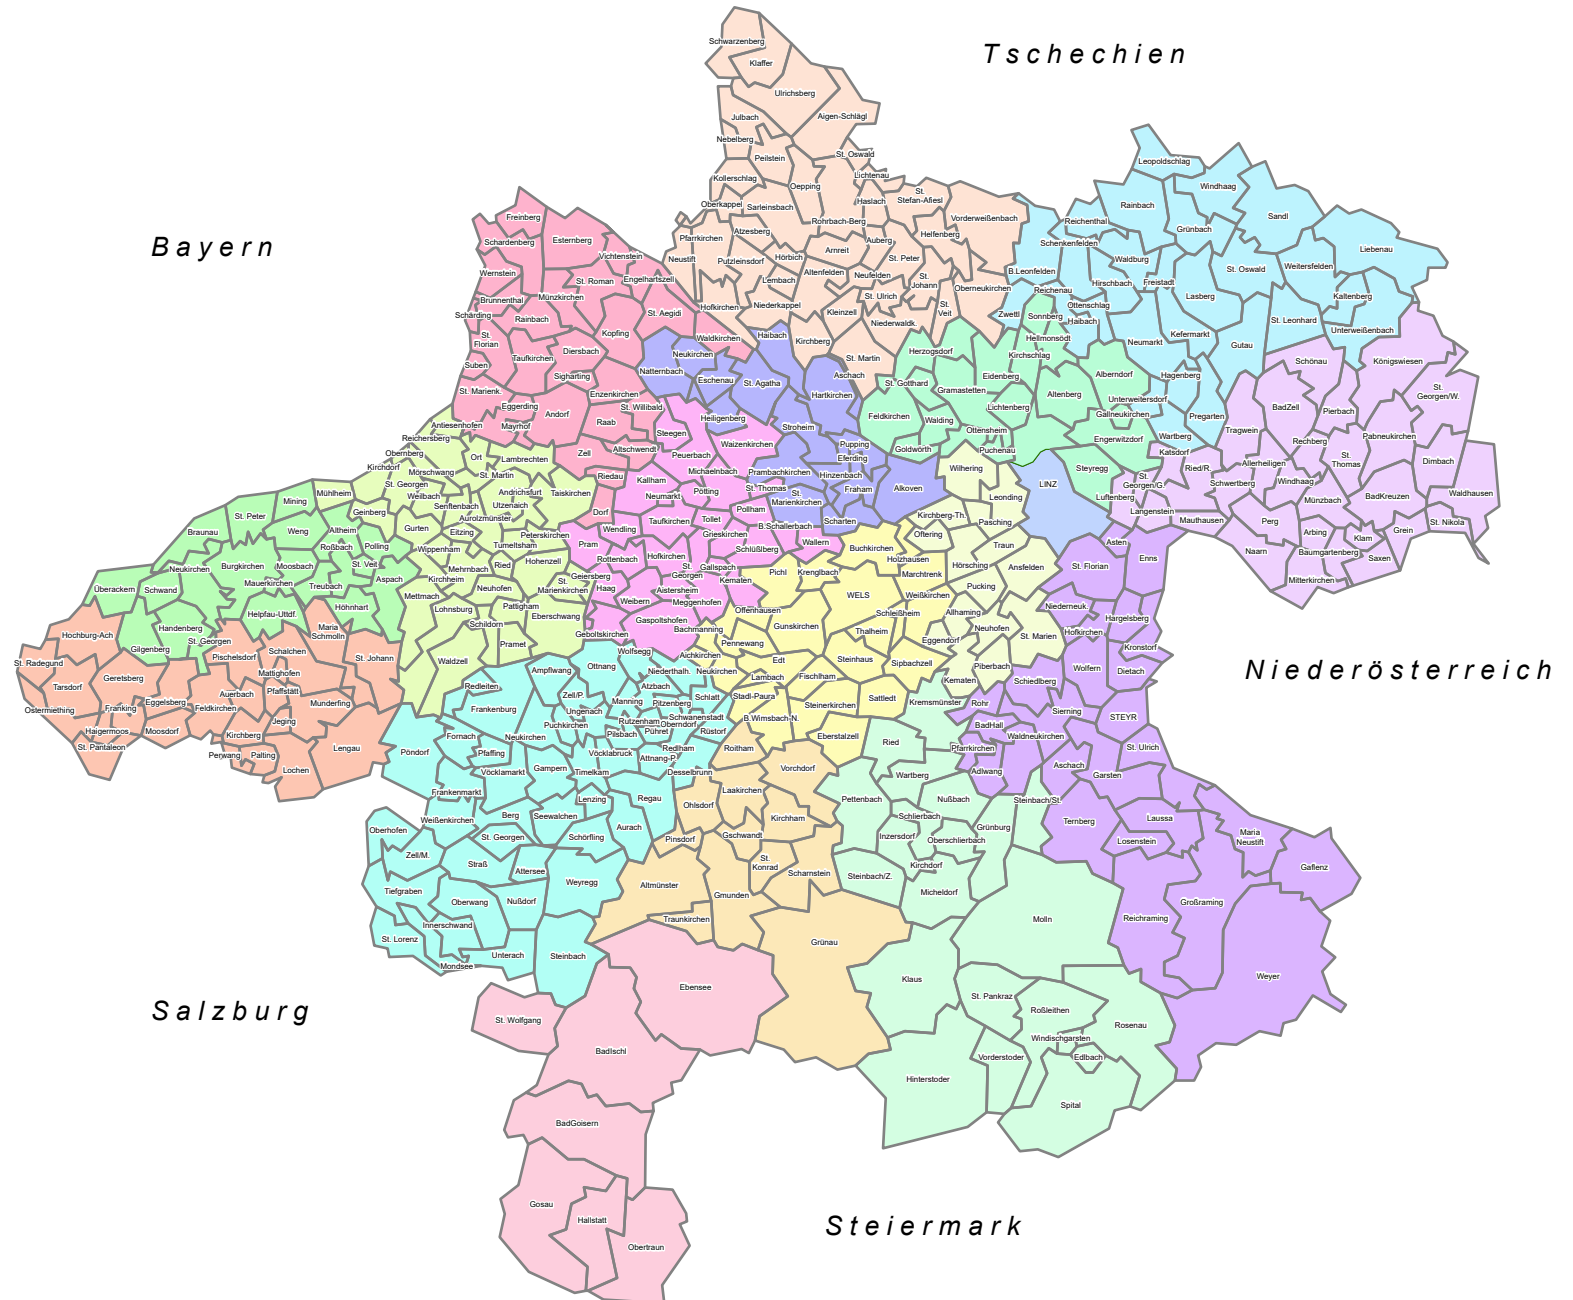 Tschechien
Bayern
Niederösterreich
Salzburg
Steiermark
Schwarzenberg
Klaffer
Ulrichsberg
Julbach
Aigen-Schlägl
Nebelberg
Peilstein
St. Oswald
Lichtenau
Kollerschlag
Oepping
St.
Stefan-Afiesl
Oberkappel
Sarleinsbach
Haslach
Rohrbach-Berg
Vorderweißenbach
Helfenberg
Pfarrkirchen
Atzesberg
Auberg
Arnreit
St. Peter
Neustift
Putzleinsdorf
Hörbich
Lembach
Altenfelden
Neufelden
St.
Johann
Oberneukirchen
Hofkirchen
Niederkappel
Kleinzell
St. Ulrich
Niederwaldk.
St.
Veit
Kirchberg
St. Martin
Leopoldschlag
Windhaag
Rainbach
Reichenthal
Grünbach
Sandl
Schenkenfelden
Waldburg
Liebenau
B.Leonfelden
Hirschbach
Freistadt
St. Oswald
Weitersfelden
Lasberg
Kaltenberg
Reichenau
Ottenschlag
Haibach
Zwettl
Sonnberg
Hellmonsödt
Kefermarkt
Neumarkt
St. Leonhard
Unterweißenbach
Gutau
Hagenberg
Pregarten
Unterweitersdorf
Wartberg
Freinberg
Schardenberg
Esternberg
Vichtenstein
Wernstein
St. Roman
Engelhartszell
Brunnenthal
Münzkirchen
Schärding
Rainbach
St. Aegidi
St.
Florian
Kopfing
Waldkirchen
Suben
Taufkirchen
Diersbach
Sigharting
St. Marienk.
Enzenkirchen
Eggerding
Andorf
Mayrhof
Raab
St. Willibald
Zell
Altschwendt
Riedau
Dorf
Neukirchen
Natternbach
Eschenau
St. Agatha
Haibach
Hartkirchen
Aschach
Heiligenberg
Stroheim
Pupping
Eferding
Prambachkirchen
Hinzenbach
Fraham
Alkoven
St.
Marienkirchen
Scharten
Herzogsdorf
St. Gotthard
Gramastetten
Eidenberg
Kirchschlag
Lichtenberg
Altenberg
Alberndorf
Gallneukirchen
Engerwitzdorf
Feldkirchen
Walding
Ottensheim
Goldwörth
Puchenau
Steyregg
LINZ
Schönau
Königswiesen
St.
Georgen/W.
BadZell
Pierbach
Tragwein
Rechberg
Pabneukirchen
Katsdorf
Allerheiligen
St.
Thomas
Dimbach
Ried/R.
Schwertberg
Windhaag
Münzbach
BadKreuzen
Waldhausen
St.
Georgen/G.
Luftenberg
Langenstein
Mauthausen
Perg
Arbing
Klam
Grein
St. Nikola
Naarn
Baumgartenberg
Saxen
Mitterkirchen
Antiesenhofen
Reichersberg
Obernberg
Ort
Lambrechten
Kirchdorf
Mörschwang
St. Martin
St. Georgen
Andrichsfurt
Taiskirchen
Weilbach
Senftenbach
Utzenaich
Mühlheim
Geinberg
Aurolzmünster
Gurten
Eitzing
Peterskirchen
Tumeltsham
Wippenham
Ried
Hohenzell
Mehrnbach
Kirchheim
St.
Marienkirchen
Mettmach
Neuhofen
Lohnsburg
Pattigham
Eberschwang
Schildorn
Pramet
Waldzell
Geiersberg
Steegen
Waizenkirchen
Peuerbach
Michaelnbach
Kallham
St. Thomas
Neumarkt
Pötting
Pollham
Taufkirchen
Tollet
B.Schallerbach
Wendling
Grieskirchen
Wallern
Pram
Schlüßlberg
Rottenbach
Hofkirchen
St.
Georgen
Gallspach
Kematen
Haag
Aistersheim
Weibern
Meggenhofen
Gaspoltshofen
Bachmanning
Geboltskirchen
Mining
St. Peter
Braunau
Weng
Altheim
Roßbach
Polling
Neukirchen
Burgkirchen
Moosbach
St. Veit
Mauerkirchen
Treubach
Aspach
Überackern
Schwand
Helpfau-Uttdf.
Höhnhart
Handenberg
St. Georgen
Gilgenberg
Hochburg-Ach
Pischelsdorf
Schalchen
Maria
Schmolln
St. Johann
St. Radegund
Geretsberg
Mattighofen
Tarsdorf
Pfaffstätt
Auerbach
Eggelsberg
Munderfing
Franking
Feldkirchen
Ostermiething
Jeging
Haigermoos
Moosdorf
Kirchberg
St. Pantaleon
Perwang
Palting
Lengau
Lochen
Wilhering
Leonding
Kirchberg-Th.
Pasching
Oftering
Traun
Hörsching
Ansfelden
Pucking
Allhaming
Neuhofen
St. Marien
Eggendorf
Piberbach
Kematen
Buchkirchen
Holzhausen
Marchtrenk
Pichl
Krenglbach
WELS
Weißkirchen
Schleißheim
Offenhausen
Gunskirchen
Thalheim
Pennewang
Edt
Steinhaus
Sipbachzell
Aichkirchen
Neukirchen
Lambach
Fischlham
Stadl-Paura
Steinerkirchen
Sattledt
B.Wimsbach-N.
Eberstalzell
Asten
Enns
St. Florian
Niederneuk.
Hargelsberg
Hofkirchen
Kronstorf
Wolfern
Dietach
Schiedlberg
Rohr
Sierning
STEYR
BadHall
Waldneukirchen
Pfarrkirchen
St. Ulrich
Adlwang
Aschach
Garsten
Ternberg
Laussa
Losenstein
Maria
Neustift
Gaflenz
Großraming
Reichraming
Weyer
Wolfsegg
Ampflwang
Ottnang
Niederthalh.
Redleiten
Zell/P.
Atzbach
Manning
Pitzenberg
Schlatt
Frankenburg
Ungenach
Rutzenham
Schwanenstadt
Oberndorf
Puchkirchen
Pilsbach
Pühret
Rüstorf
Fornach
Neukirchen
Redlham
Pöndorf
Pfaffing
Vöcklabruck
Attnang-P.
Gampern
Timelkam
Desselbrunn
Vöcklamarkt
Frankenmarkt
Lenzing
Regau
Weißenkirchen
Berg
Seewalchen
Aurach
Oberhofen
St. Georgen
Schörfling
Zell/M.
Straß
Attersee
Weyregg
Tiefgraben
Oberwang
Nußdorf
Innerschwand
St. Lorenz
Unterach
Steinbach
Mondsee
Roitham
Vorchdorf
Laakirchen
Ohlsdorf
Kirchham
Pinsdorf
Gschwandt
St.
Konrad
Scharnstein
Altmünster
Gmunden
Traunkirchen
Grünau
Ebensee
St. Wolfgang
BadIschl
BadGoisern
Gosau
Hallstatt
Obertraun
Kremsmünster
Ried
Wartberg
Pettenbach
Nußbach
Steinbach/St.
Schlierbach
Grünburg
Inzersdorf
Oberschlierbach
Kirchdorf
Steinbach/Z.
Micheldorf
Molln
Klaus
St. Pankraz
Roßleithen
Rosenau
Windischgarsten
Vorderstoder
Edlbach
Hinterstoder
Spital